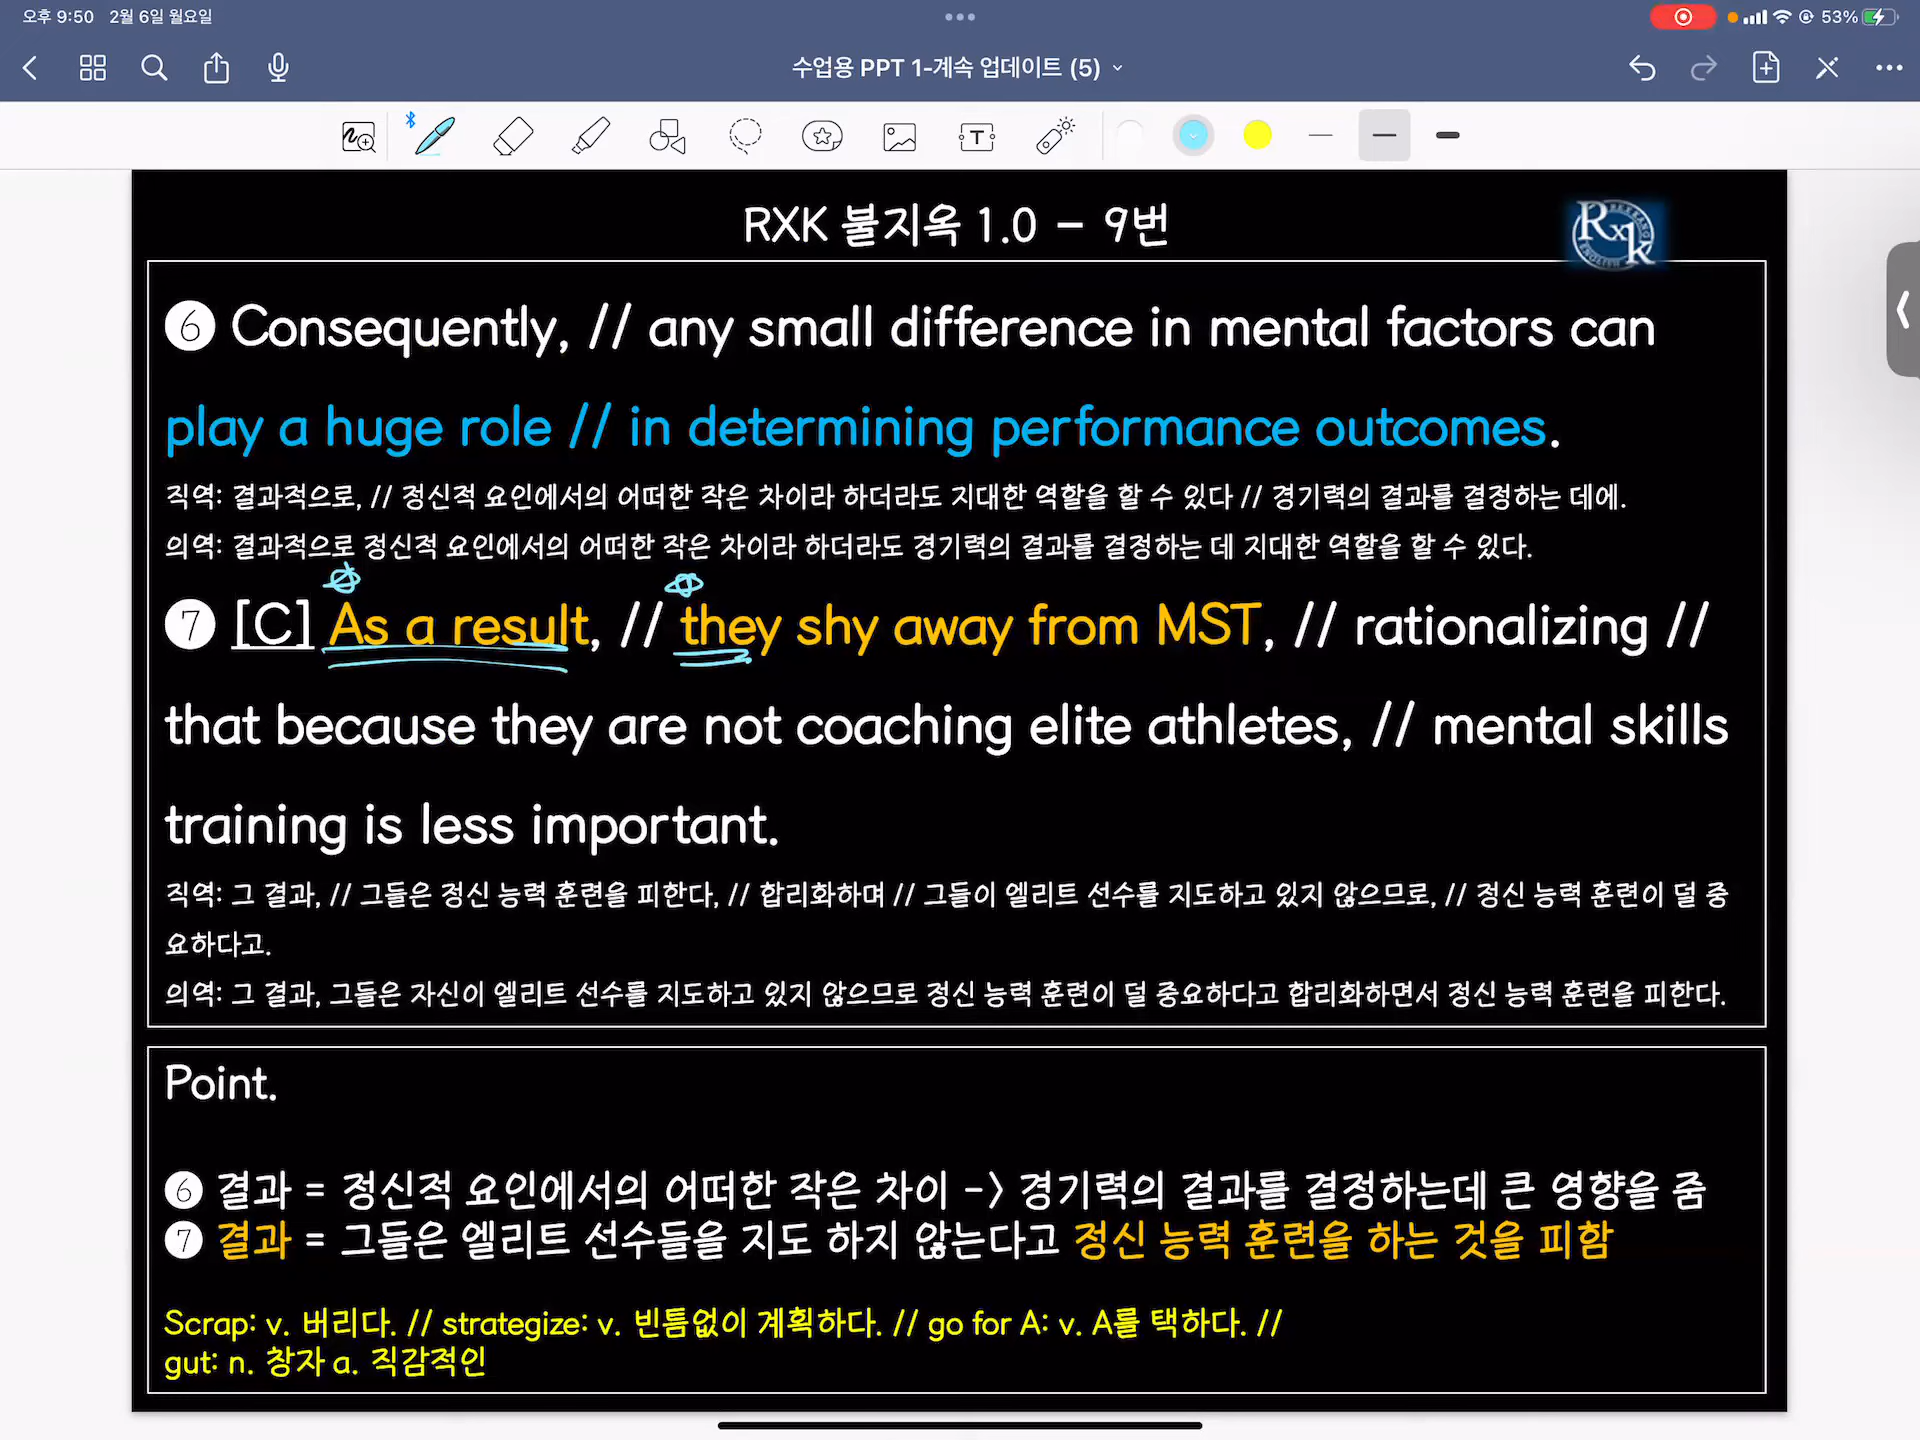 오후 9:50 2월 6일 월요일
53%
수업용 PPT 1-계속 업데이트 (5)
RXK 불지옥 1.0 – 9번
RxK
ENGLISH
⑥ Consequently, // any small difference in mental factors can
play a huge role // in determining performance outcomes.
직역: 결과적으로, // 정신적 요인에서의 어떠한 작은 차이라 하더라도 지대한 역할을 할 수 있다 // 경기력의 결과를 결정하는 데에.
의역: 결과적으로 정신적 요인에서의 어떠한 작은 차이라 하더라도 경기력의 결과를 결정하는 데 지대한 역할을 할 수 있다.
⑦ [C] As a result, // they shy away from MST, // rationalizing //
that because they are not coaching elite athletes, // mental skills
training is less important.
직역: 그 결과, // 그들은 정신 능력 훈련을 피한다, // 합리화하며 // 그들이 엘리트 선수를 지도하고 있지 않으므로, // 정신 능력 훈련이 덜 중
요하다고.
의역: 그 결과, 그들은 자신이 엘리트 선수를 지도하고 있지 않으므로 정신 능력 훈련이 덜 중요하다고 합리화하면서 정신 능력 훈련을 피한다.
Point.
⑥ 결과 = 정신적 요인에서의 어떠한 작은 차이 -> 경기력의 결과를 결정하는데 큰 영향을 줌
⑦ 결과 = 그들은 엘리트 선수들을 지도 하지 않는다고 정신 능력 훈련을 하는 것을 피함
Scrap: v. 버리다. // strategize: v. 빈틈없이 계획하다. // go for A: v. A를 택하다. //
gut: n. 창자 a. 직감적인